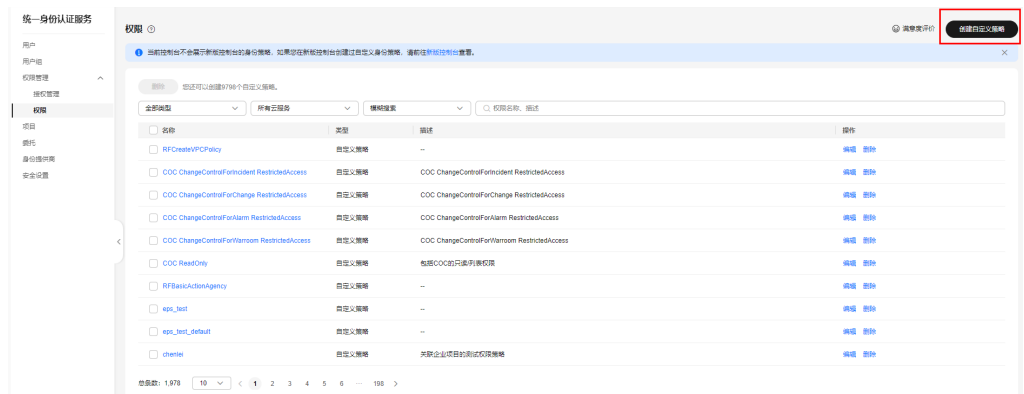 统一身份认证服务
用户
用户组
权限管理
授权管理
权限
项目
委托
身份提供商
安全设置
权限
满意度评价
创建自定义策略
当前控制台不会展示新版控制台的身份策略，如果您在新版控制台创建过自定义身份策略，请前往新版控制台查看。
删除 您还可以创建9798个自定义策略。
全部类型 所有云服务 模糊搜索 权限名称、描述
名称 类型 描述 操作
RFCreateVPCPolicy 自定义策略 -- 编辑 删除
COC ChangeControlForIncident RestrictedAccess 自定义策略 COC ChangeControlForIncident RestrictedAccess 编辑 删除
COC ChangeControlForChange RestrictedAccess 自定义策略 COC ChangeControlForChange RestrictedAccess 编辑 删除
COC ChangeControlForAlarm RestrictedAccess 自定义策略 COC ChangeControlForAlarm RestrictedAccess 编辑 删除
COC ChangeControlForWarroom RestrictedAccess 自定义策略 COC ChangeControlForWarroom RestrictedAccess 编辑 删除
COC ReadOnly 自定义策略 包括COC的只读/列表权限 编辑 删除
RFBasicActionAgency 自定义策略 -- 编辑 删除
eps_test 自定义策略 -- 编辑 删除
eps_test_default 自定义策略 -- 编辑 删除
chenlei 自定义策略 关联企业项目的测试权限策略 编辑 删除
总条数：1,978 10 < 1 2 3 4 5 6 … 198 >